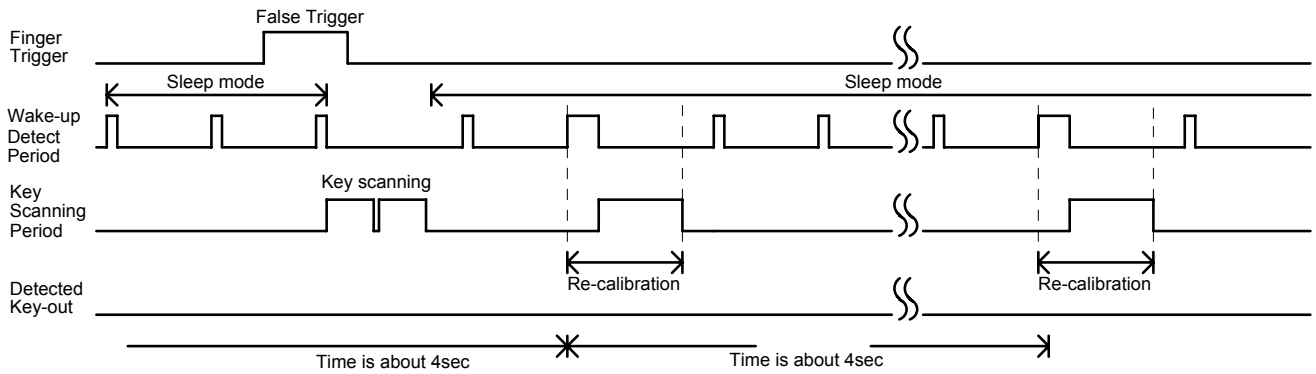 False Trigger
Finger
Trigger
Sleep mode
Sleep mode
Wake-up
Detect
Period
Key scanning
Key
Scanning
Period
Re-calibration
Re-calibration
Detected
Key-out
Time is about 4sec
Time is about 4sec